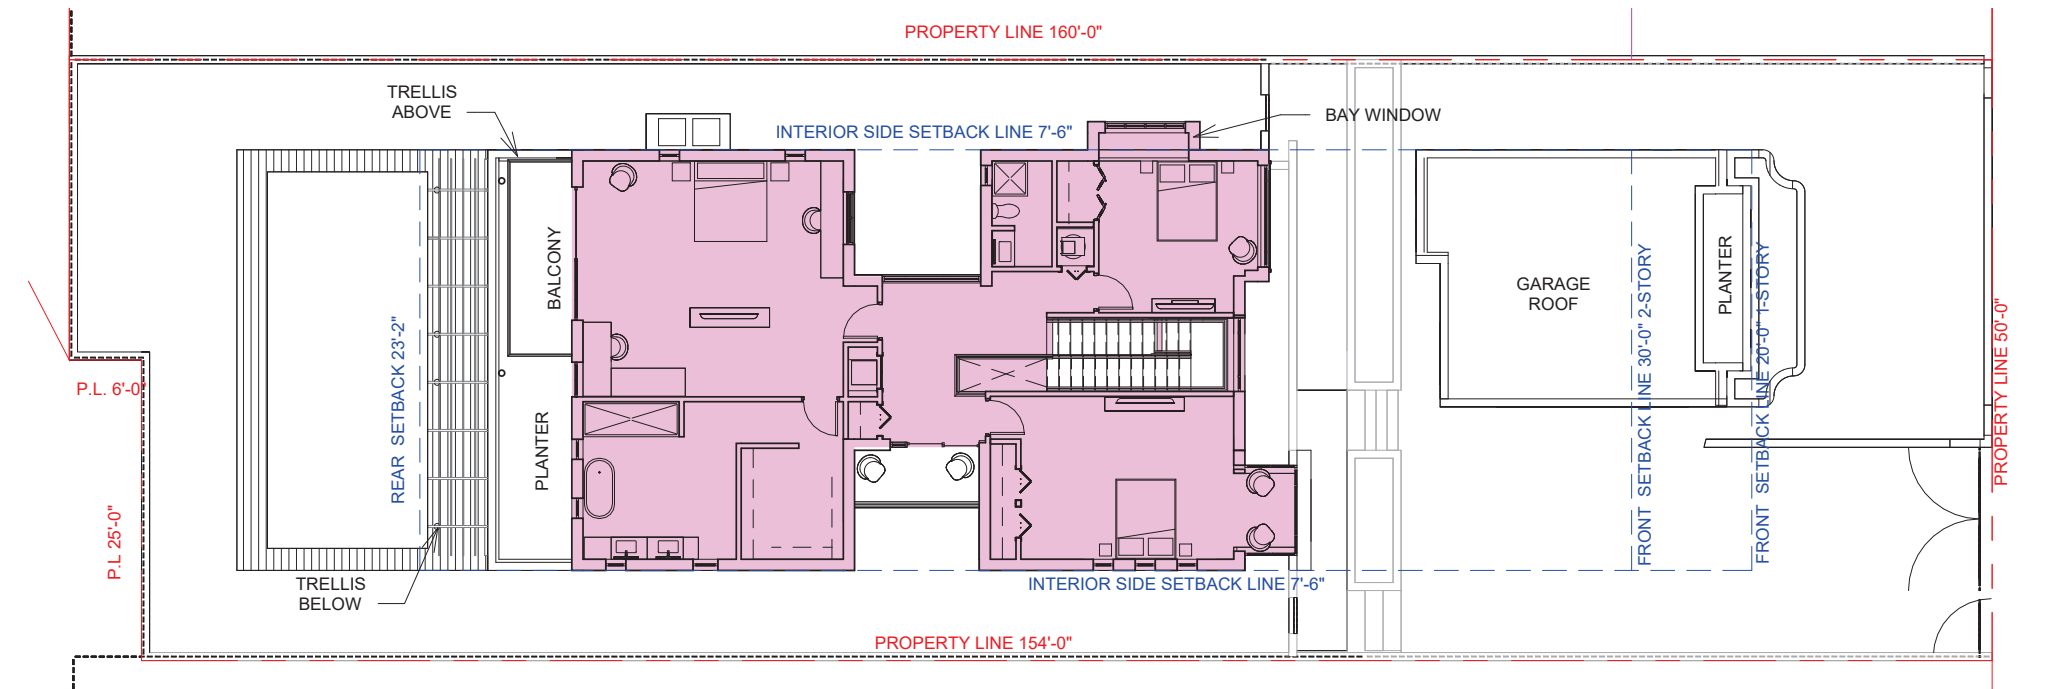 PROPERTY LINE 160'-0"
TRELLIS
ABOVE
INTERIOR SIDE SETBACK LINE 7'-6"
BAY WINDOW
BALCONY
GARAGE
ROOF
PLANTER
FRONT SETBACK LINE 30'-0" 2-STORY
FRONT SETBACK LINE 20'-0" 1-STORY
PROPERTY LINE 50'-0"
P.L. 6'-0"
REAR SETBACK 23'-2"
PLANTER
P.L 25'-0"
TRELLIS
BELOW
INTERIOR SIDE SETBACK LINE 7'-6"
PROPERTY LINE 154'-0"